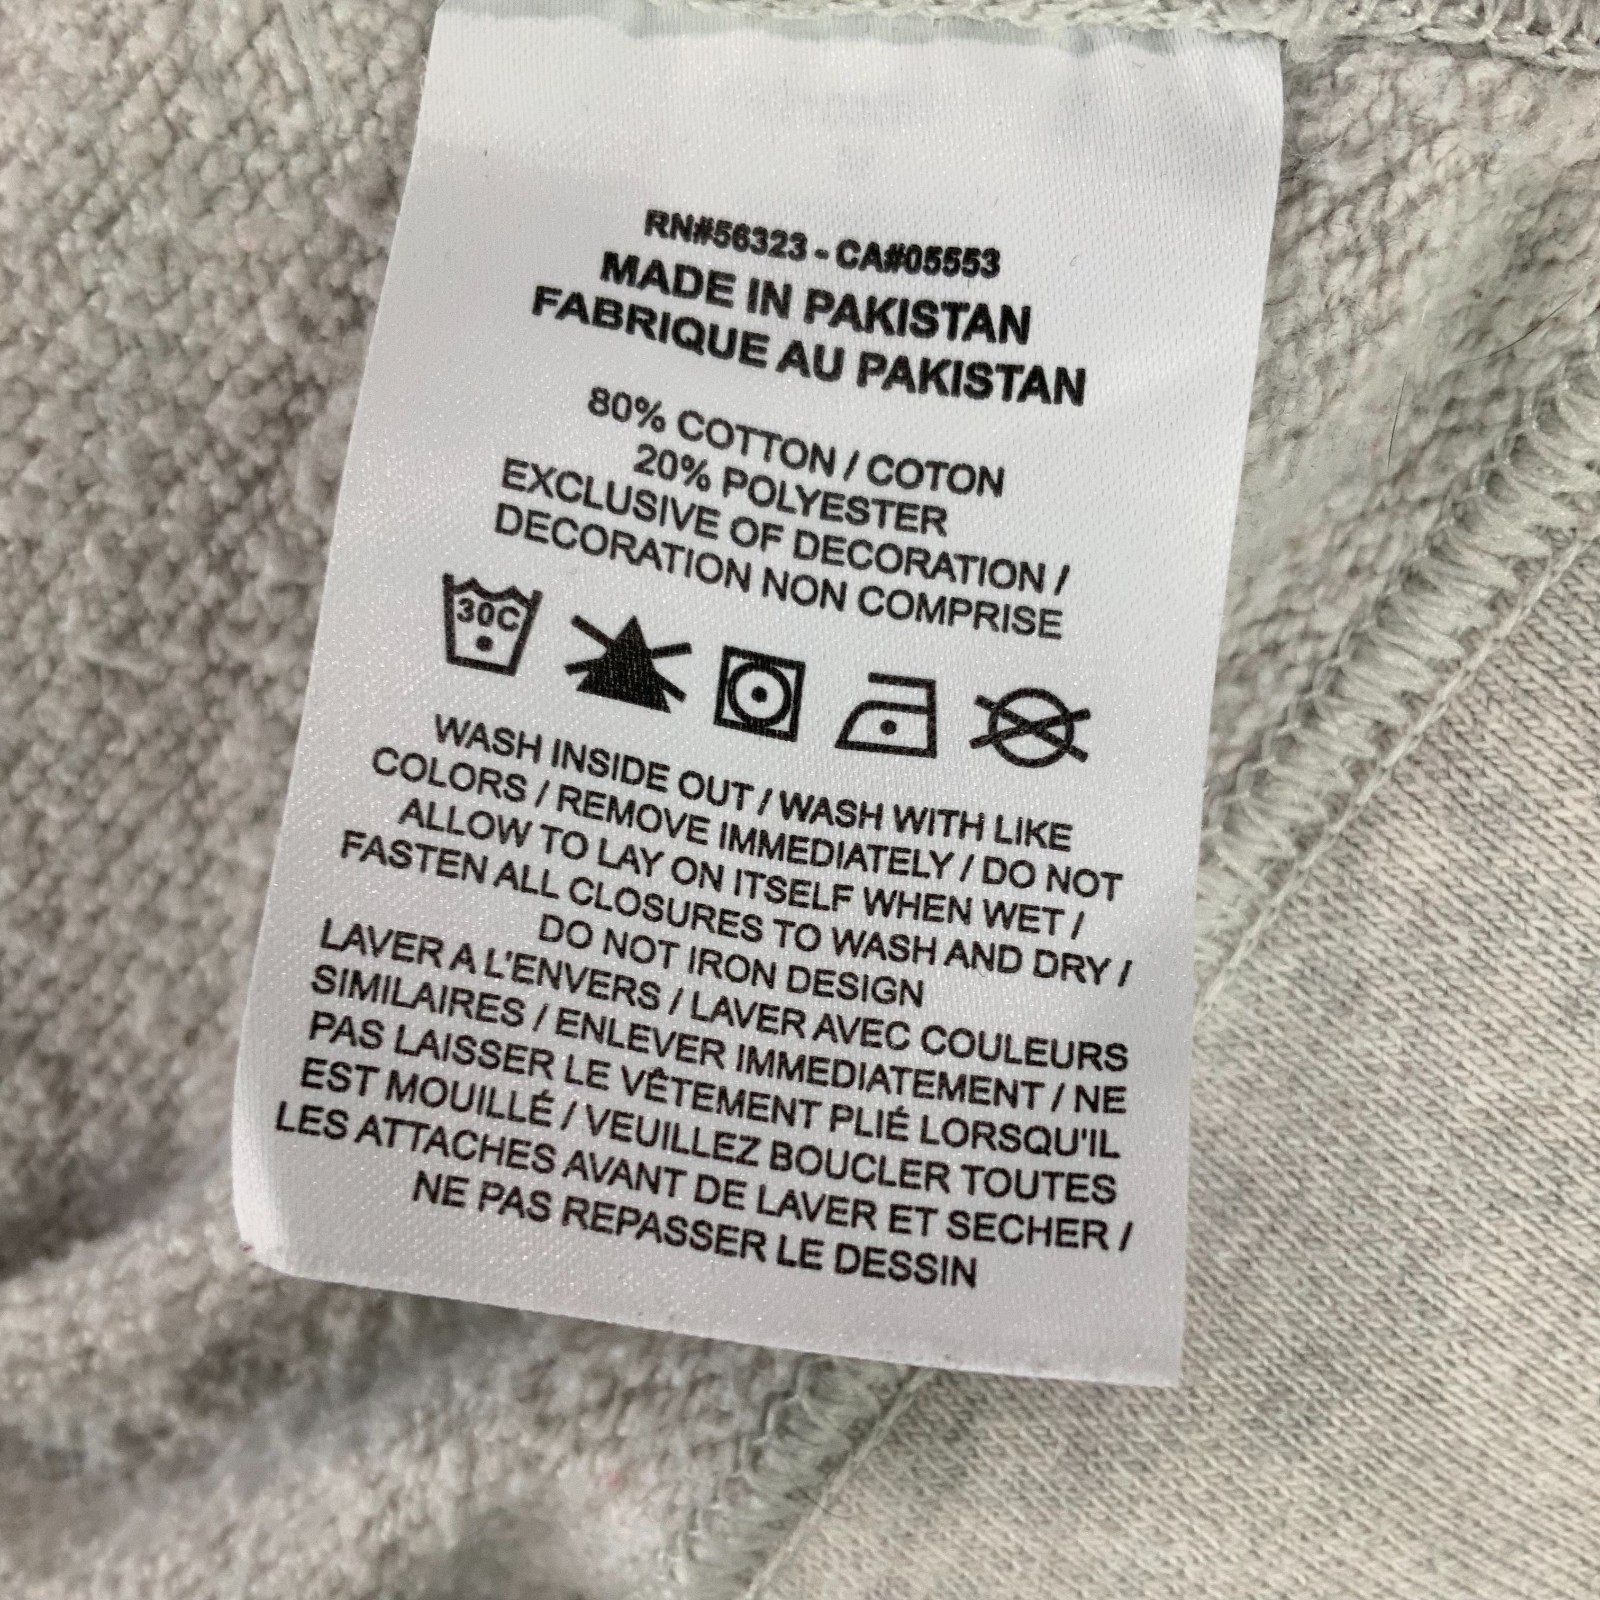 RN#56323 - CA#05553
MADE IN PAKISTAN
FABRIQUE AU PAKISTAN
80% COTTON / COTON
20% POLYESTER
EXCLUSIVE OF DECORATION /
DECORATION NON COMPRISE
30C
WASH INSIDE OUT / WASH WITH LIKE
COLORS / REMOVE IMMEDIATELY / DO NOT
ALLOW TO LAY ON ITSELF WHEN WET /
FASTEN ALL CLOSURES TO WASH AND DRY /
DO NOT IRON DESIGN
LAVER A L'ENVERS / LAVER AVEC COULEURS
SIMILAIRES / ENLEVER IMMEDIATEMENT / NE
PAS LAISSER LE VÊTEMENT PLIÉ LORSQU'IL
EST MOUILLÉ / VEUILLEZ BOUCLER TOUTES
LES ATTACHES AVANT DE LAVER ET SECHER /
NE PAS REPASSER LE DESSIN